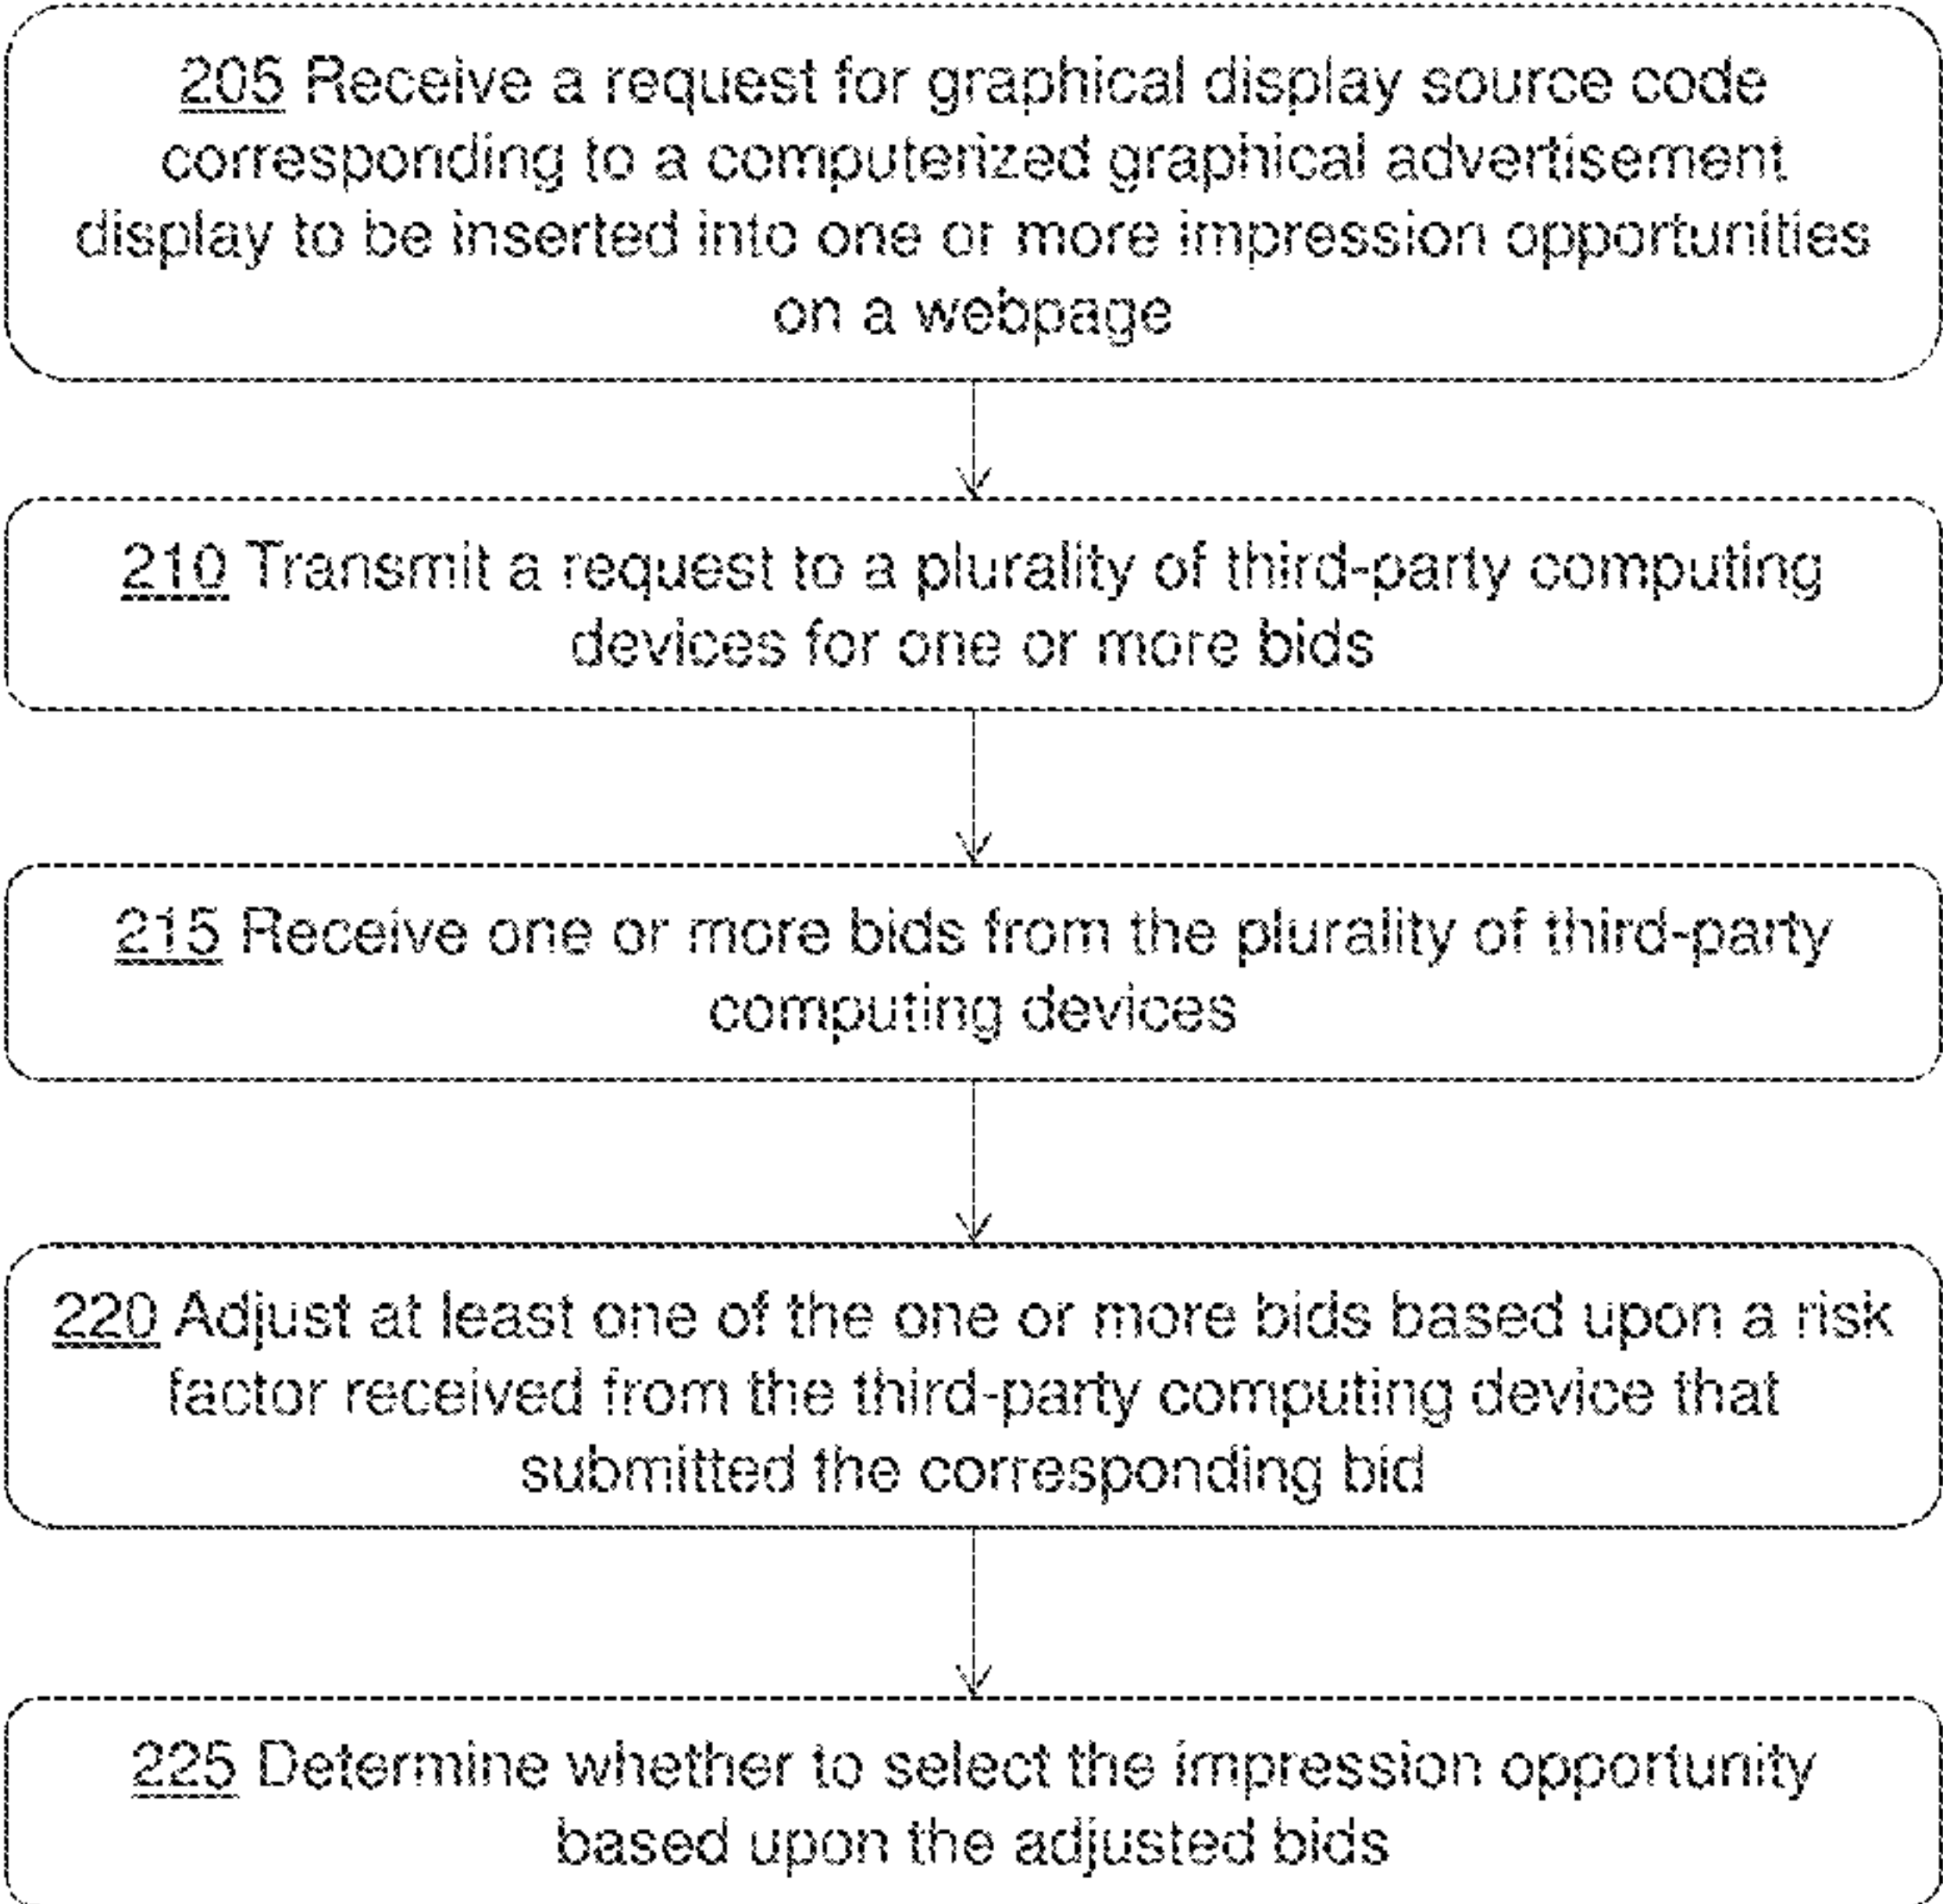 205 Receive a request for graphical display source code
corresponding to a computerized graphical advertisement
display to be inserted into one or more impression opportunities
on a webpage
210 Transmit a request to a plurality of third-party computing
devices for one or more bids
215 Receive one or more bids from the plurality of third-party
computing devices
220 Adjust at least one of the one or more bids based upon a risk
factor received from the third-party computing device that
submitted the corresponding bid
225 Determine whether to select the impression opportunity
based upon the adjusted bids